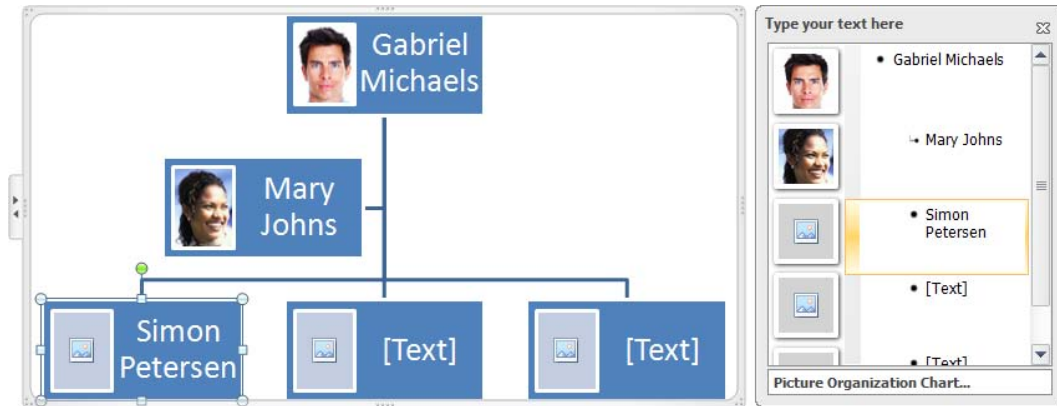 Gabriel
Michaels
Mary
Johns
Simon
Petersen
[Text]
[Text]
Type your text here
Gabriel Michaels
Mary Johns
Simon
Petersen
[Text]
[Text]
Picture Organization Chart...